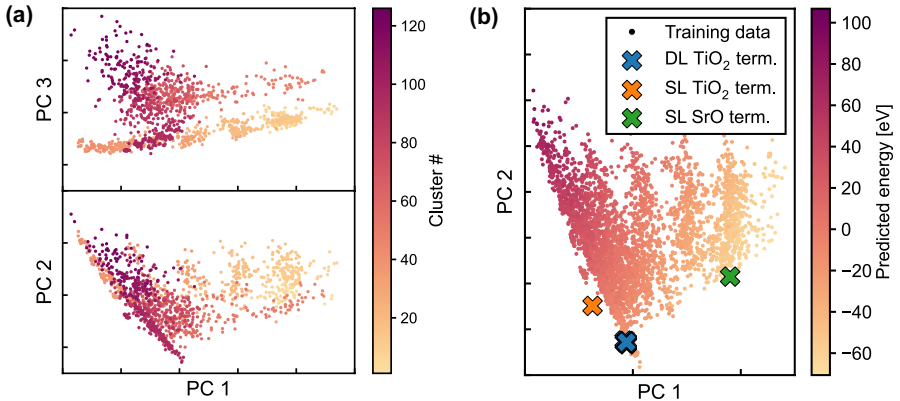 (a)
PC 3
PC 2
PC 1
120
100
80
60
40
20
Cluster #
(b)
Training data
DL TiO₂ term.
SL TiO₂ term.
SL SrO term.
PC 2
PC 1
100
80
60
40
20
0
−20
−40
−60
Predicted energy [eV]